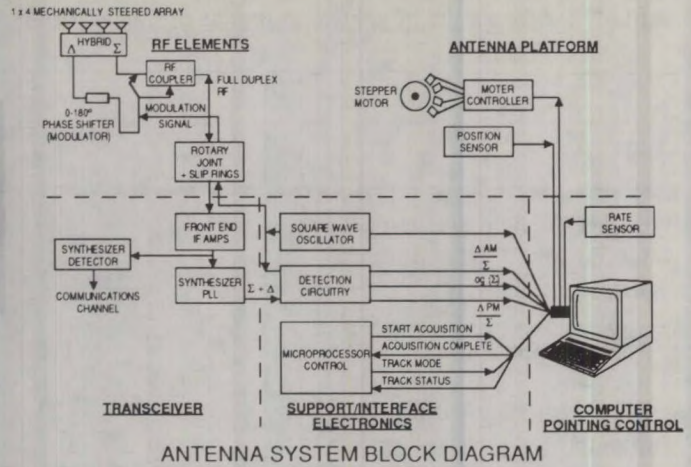 1 x 4 MECHANICALLY STEERED ARRAY
Δ HYBRID Σ
RF ELEMENTS
RF
COUPLER
FULL DUPLEX
RF
0-180°
PHASE SHIFTER
(MODULATOR)
MODULATION
SIGNAL
ROTARY
JOINT
+ SLIP RINGS
ANTENNA PLATFORM
STEPPER
MOTOR
MOTER
CONTROLLER
POSITION
SENSOR
RATE
SENSOR
FRONT END
IF AMPS
SYNTHESIZER
DETECTOR
COMMUNICATIONS
CHANNEL
SYNTHESIZER
PLL
Σ + Δ
SQUARE WAVE
OSCILLATOR
DETECTION
CIRCUITRY
Δ AM
Σ
og (Σ)
Δ PM
Σ
MICROPROCESSOR
CONTROL
START ACQUISITION
ACQUISITION COMPLETE
TRACK MODE
TRACK STATUS
TRANSCEIVER
SUPPORT/INTERFACE
ELECTRONICS
COMPUTER
POINTING CONTROL
ANTENNA SYSTEM BLOCK DIAGRAM